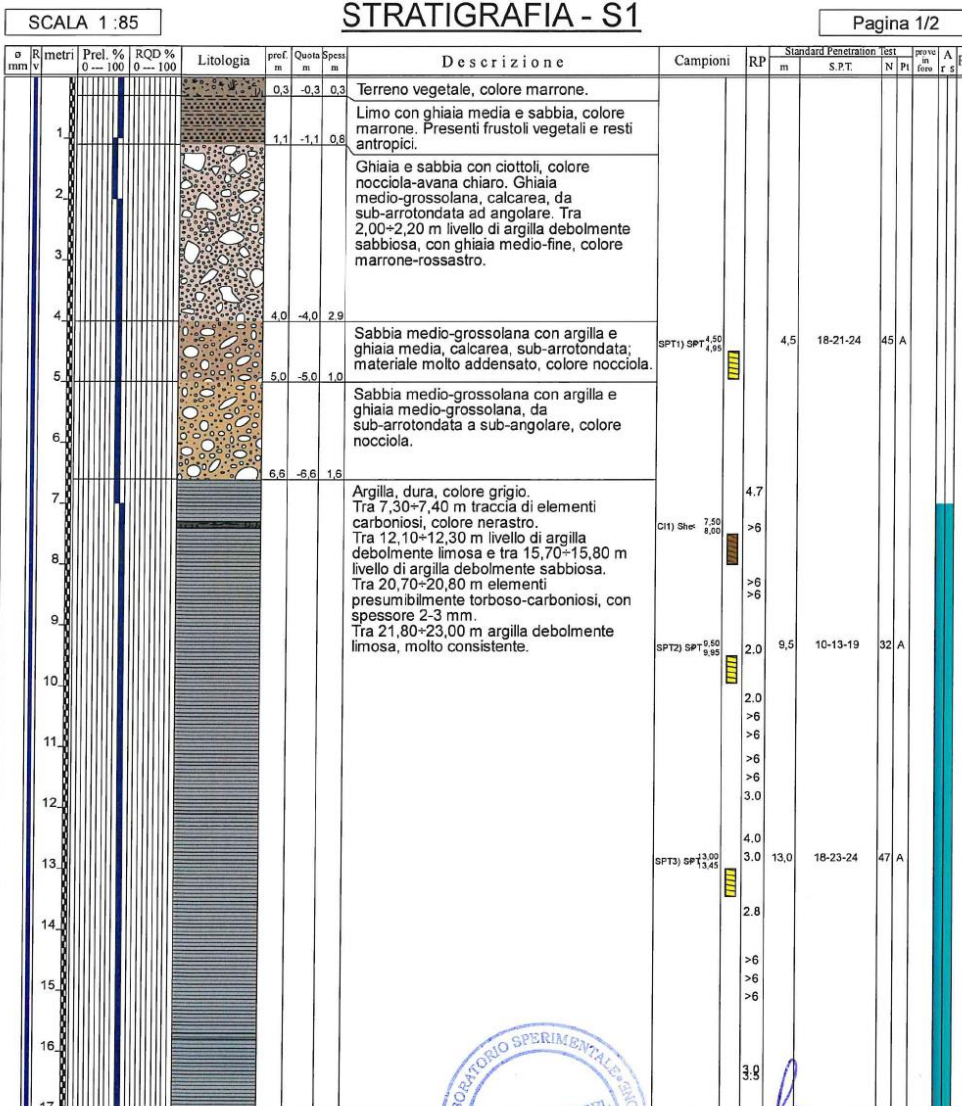 SCALA 1 :85
STRATIGRAFIA - S1
Pagina 1/2
ø mm
R v
metri
Prel. % 0 --- 100
RQD % 0 --- 100
Litologia
prof. m
Quota m
Spess m
Descrizione
Campioni
RP
Standard Penetration Test
m
S.P.T.
N
Pt
prove in foro
A r s
0,3 -0,3 0,3
Terreno vegetale, colore marrone.
Limo con ghiaia media e sabbia, colore
marrone. Presenti frustoli vegetali e resti
antropici.
1
1,1 -1,1 0,8
Ghiaia e sabbia con ciottoli, colore
nocciola-avana chiaro. Ghiaia
medio-grossolana, calcarea, da
sub-arrotondata ad angolare. Tra
2,00÷2,20 m livello di argilla debolmente
sabbiosa, con ghiaia medio-fine, colore
marrone-rossastro.
2
3
4
4,0 -4,0 2,9
Sabbia medio-grossolana con argilla e
ghiaia media, calcarea, sub-arrotondata;
materiale molto addensato, colore nocciola.
SPT1) SPT 4,50 4,95
4,5 18-21-24 45 A
5
5,0 -5,0 1,0
Sabbia medio-grossolana con argilla e
ghiaia medio-grossolana, da
sub-arrotondata a sub-angolare, colore
nocciola.
6
6,6 -6,6 1,6
Argilla, dura, colore grigio.
Tra 7,30÷7,40 m traccia di elementi
carboniosi, colore nerastro.
Tra 12,10÷12,30 m livello di argilla
debolmente limosa e tra 15,70÷15,80 m
livello di argilla debolmente sabbiosa.
Tra 20,70÷20,80 m elementi
presumibilmente torboso-carboniosi, con
spessore 2-3 mm.
Tra 21,80÷23,00 m argilla debolmente
limosa, molto consistente.
4.7
7
CI1) She< 7,50 8,00
>6
8
>6
>6
9
SPT2) SPT 9,50 9,95
2.0
9,5 10-13-19 32 A
10
2.0
>6
>6
11
>6
>6
12
3.0
4.0
13
SPT3) SPT 13,00 13,45
3.0
13,0 18-23-24 47 A
2.8
14
>6
>6
15
>6
16
3.5
17
SPERIMENTALE